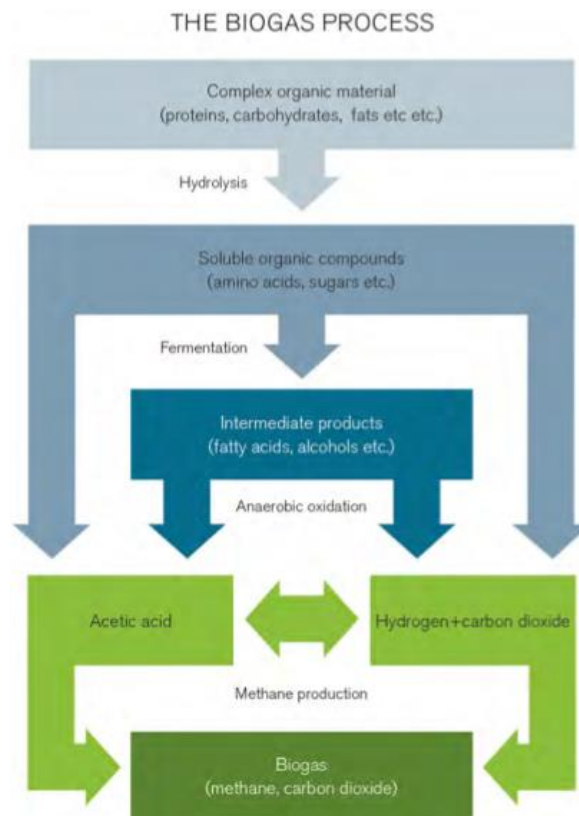 THE BIOGAS PROCESS
Complex organic material
(proteins, carbohydrates, fats etc etc.)
Hydrolysis
Soluble organic compounds
(amino acids, sugars etc.)
Fermentation
Intermediate products
(fatty acids, alcohols etc.)
Anaerobic oxidation
Acetic acid
Hydrogen+carbon dioxide
Methane production
Biogas
(methane, carbon dioxide)